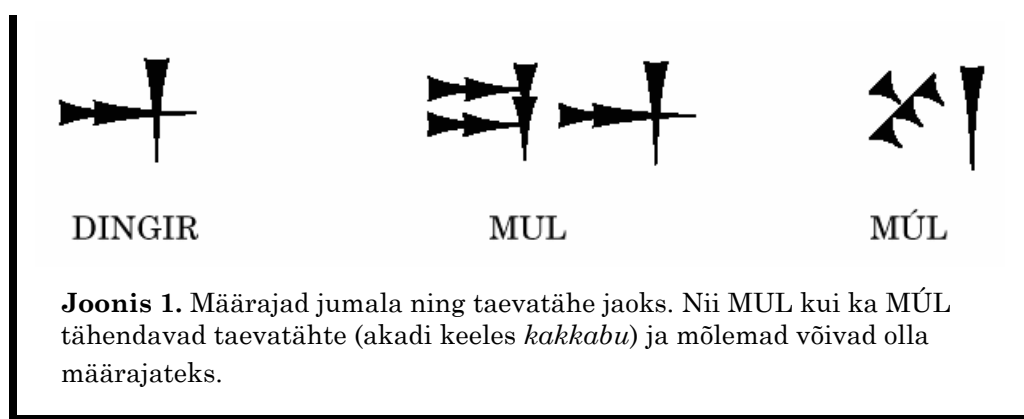 DINGIR MUL MÚL
Joonis 1. Määrajad jumala ning taevatähe jaoks. Nii MUL kui ka MÚL
tähendavad taevatähte (akadi keeles kakkabu) ja mõlemad võivad olla
määrajateks.